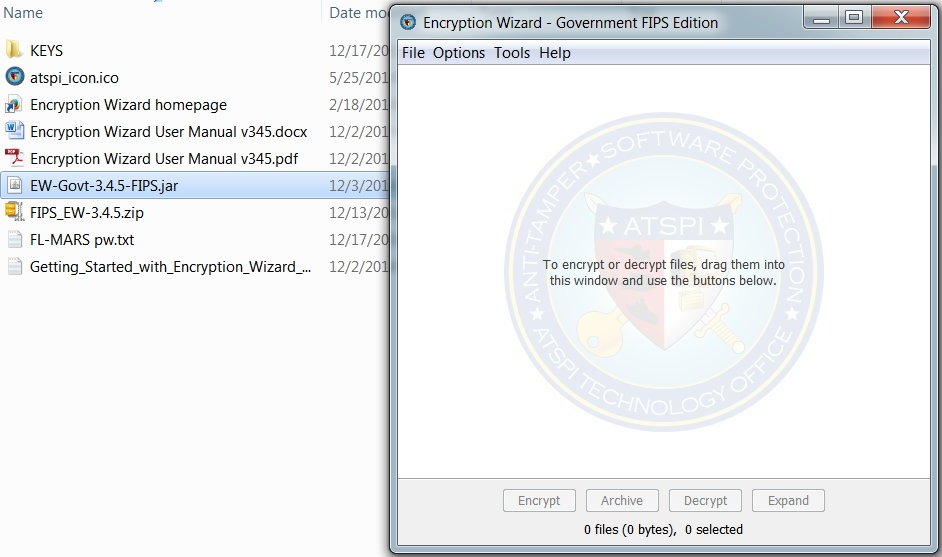 Name
Date mo
KEYS
12/17/20
atspi_icon.ico
5/25/201
Encryption Wizard homepage
2/18/201
Encryption Wizard User Manual v345.docx
12/2/201
Encryption Wizard User Manual v345.pdf
12/2/201
EW-Govt-3.4.5-FIPS.jar
12/3/201
FIPS_EW-3.4.5.zip
12/13/20
FL-MARS pw.txt
12/17/20
Getting_Started_with_Encryption_Wizard_...
12/2/201
Encryption Wizard - Government FIPS Edition
File Options Tools Help
ANTI-TAMPER★SOFTWARE PROTECTION
★ATSPI★
To encrypt or decrypt files, drag them into
this window and use the buttons below.
★ATSPI TECHNOLOGY OFFICE★
Encrypt Archive Decrypt Expand
0 files (0 bytes), 0 selected